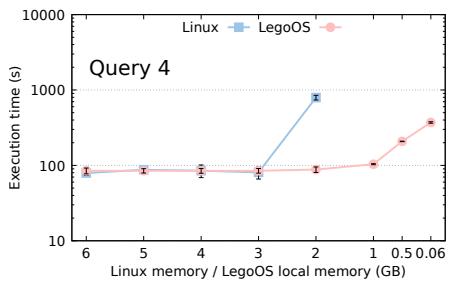 10000
1000
100
10
Execution time (s)
Linux LegoOS
Query 4
6 5 4 3 2 1 0.5 0.06
Linux memory / LegoOS local memory (GB)